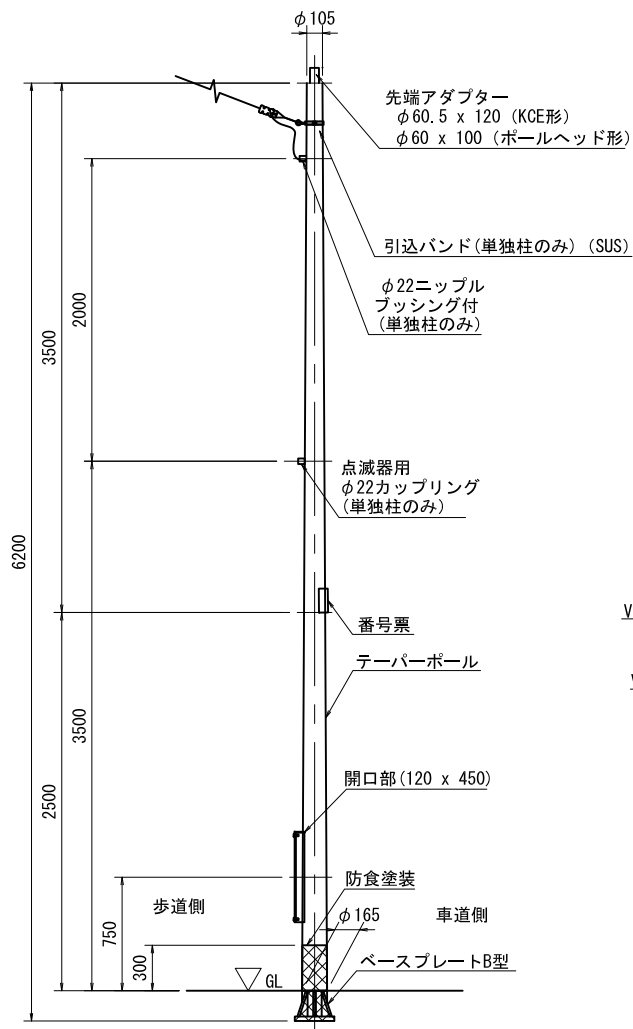 φ105
先端アダプター
φ60.5 x 120 (KCE形)
φ60 x 100 (ポールヘッド形)
引込バンド(単独柱のみ) (SUS)
φ22ニップル
ブッシング付
(単独柱のみ)
2000
3500
点滅器用
φ22カップリング
(単独柱のみ)
6200
番号票
テーパーポール
3500
2500
開口部(120 x 450)
防食塗装
歩道側
φ165
車道側
750
300
GL
ベースプレートB型